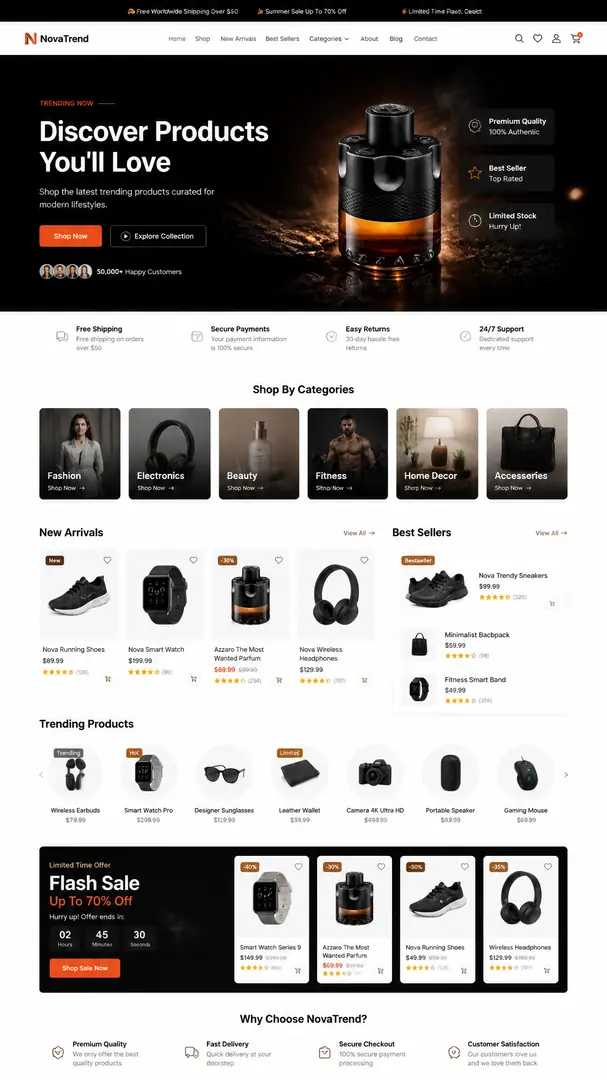 Free Worldwide Shipping Over $50
Summer Sale Up To 70% Off
Limited Time
N NovaTrend
Home
Shop
New Arrivals
Best Sellers
Categories
About
Blog
Contact
TRENDING NOW
Discover Products
You'll Love
Shop the latest trending products curated for
modern lifestyles.
Shop Now
Explore Collection
50,000+ Happy Customers
Premium Quality
100% Authenlic
Best Seller
Top Rated
Limited Stock
Hurry Up!
AZZARO
Free Shipping
Free shipping on orders
over $50
Secure Payments
Your payment information
is 100% secure
Easy Returns
30-day hassle free
returns
24/7 Support
Dedicated support
every time
Shop By Categories
Fashion
Shop Now →
Electronics
Shop Now →
Beauty
Shop Now →
Fitness
Shop Now →
Home Decor
Shop Now →
Accessories
Shop Now →
New Arrivals
View All →
New
Nova Running Shoes
$89.99
(128)
Nova Smart Watch
$199.99
(96)
-30%
Azzaro The Most
Wanted Parfum
$69.99 $99.99
(254)
Nova Wireless
Headphones
$129.99
(187)
Best Sellers
View All →
Bestseller
Nova Trendy Sneakers
$99.99
(320)
Minimalist Bacbpack
$59.99
(98)
Fitness Smart Band
$49.99
Trending Products
Trending
Wireless Earbuds
$79.99
Hot
Smart Watch Pro
$249.99
Designer Sunglasses
$129.99
Limited
Leather Wallet
$39.99
Camera 4K Ultra HD
$499.99
Portable Speaker
$89.99
Gaming Mouse
$69.99
Limited Time Offer
Flash Sale
Up To 70% Off
Hurry up! Offer ends in:
02
Hours
45
Minutes
30
Seconds
Shop Sale Now
-40%
Smart Watch Series 9
$149.99
-30%
Azzaro The Most
Wanted Parfum
$69.99
-50%
Nova Running Shoes
$49.99
(128)
-35%
Wireless Headphones
$129.99
Why Choose NovaTrend?
Premium Quality
We only offer the best
quality products
Fast Delivery
Quick delivery at your
doorstep
Secure Checkout
100% secure payment
processing
Customer Satisfaction
Our customers love us
and we love them back